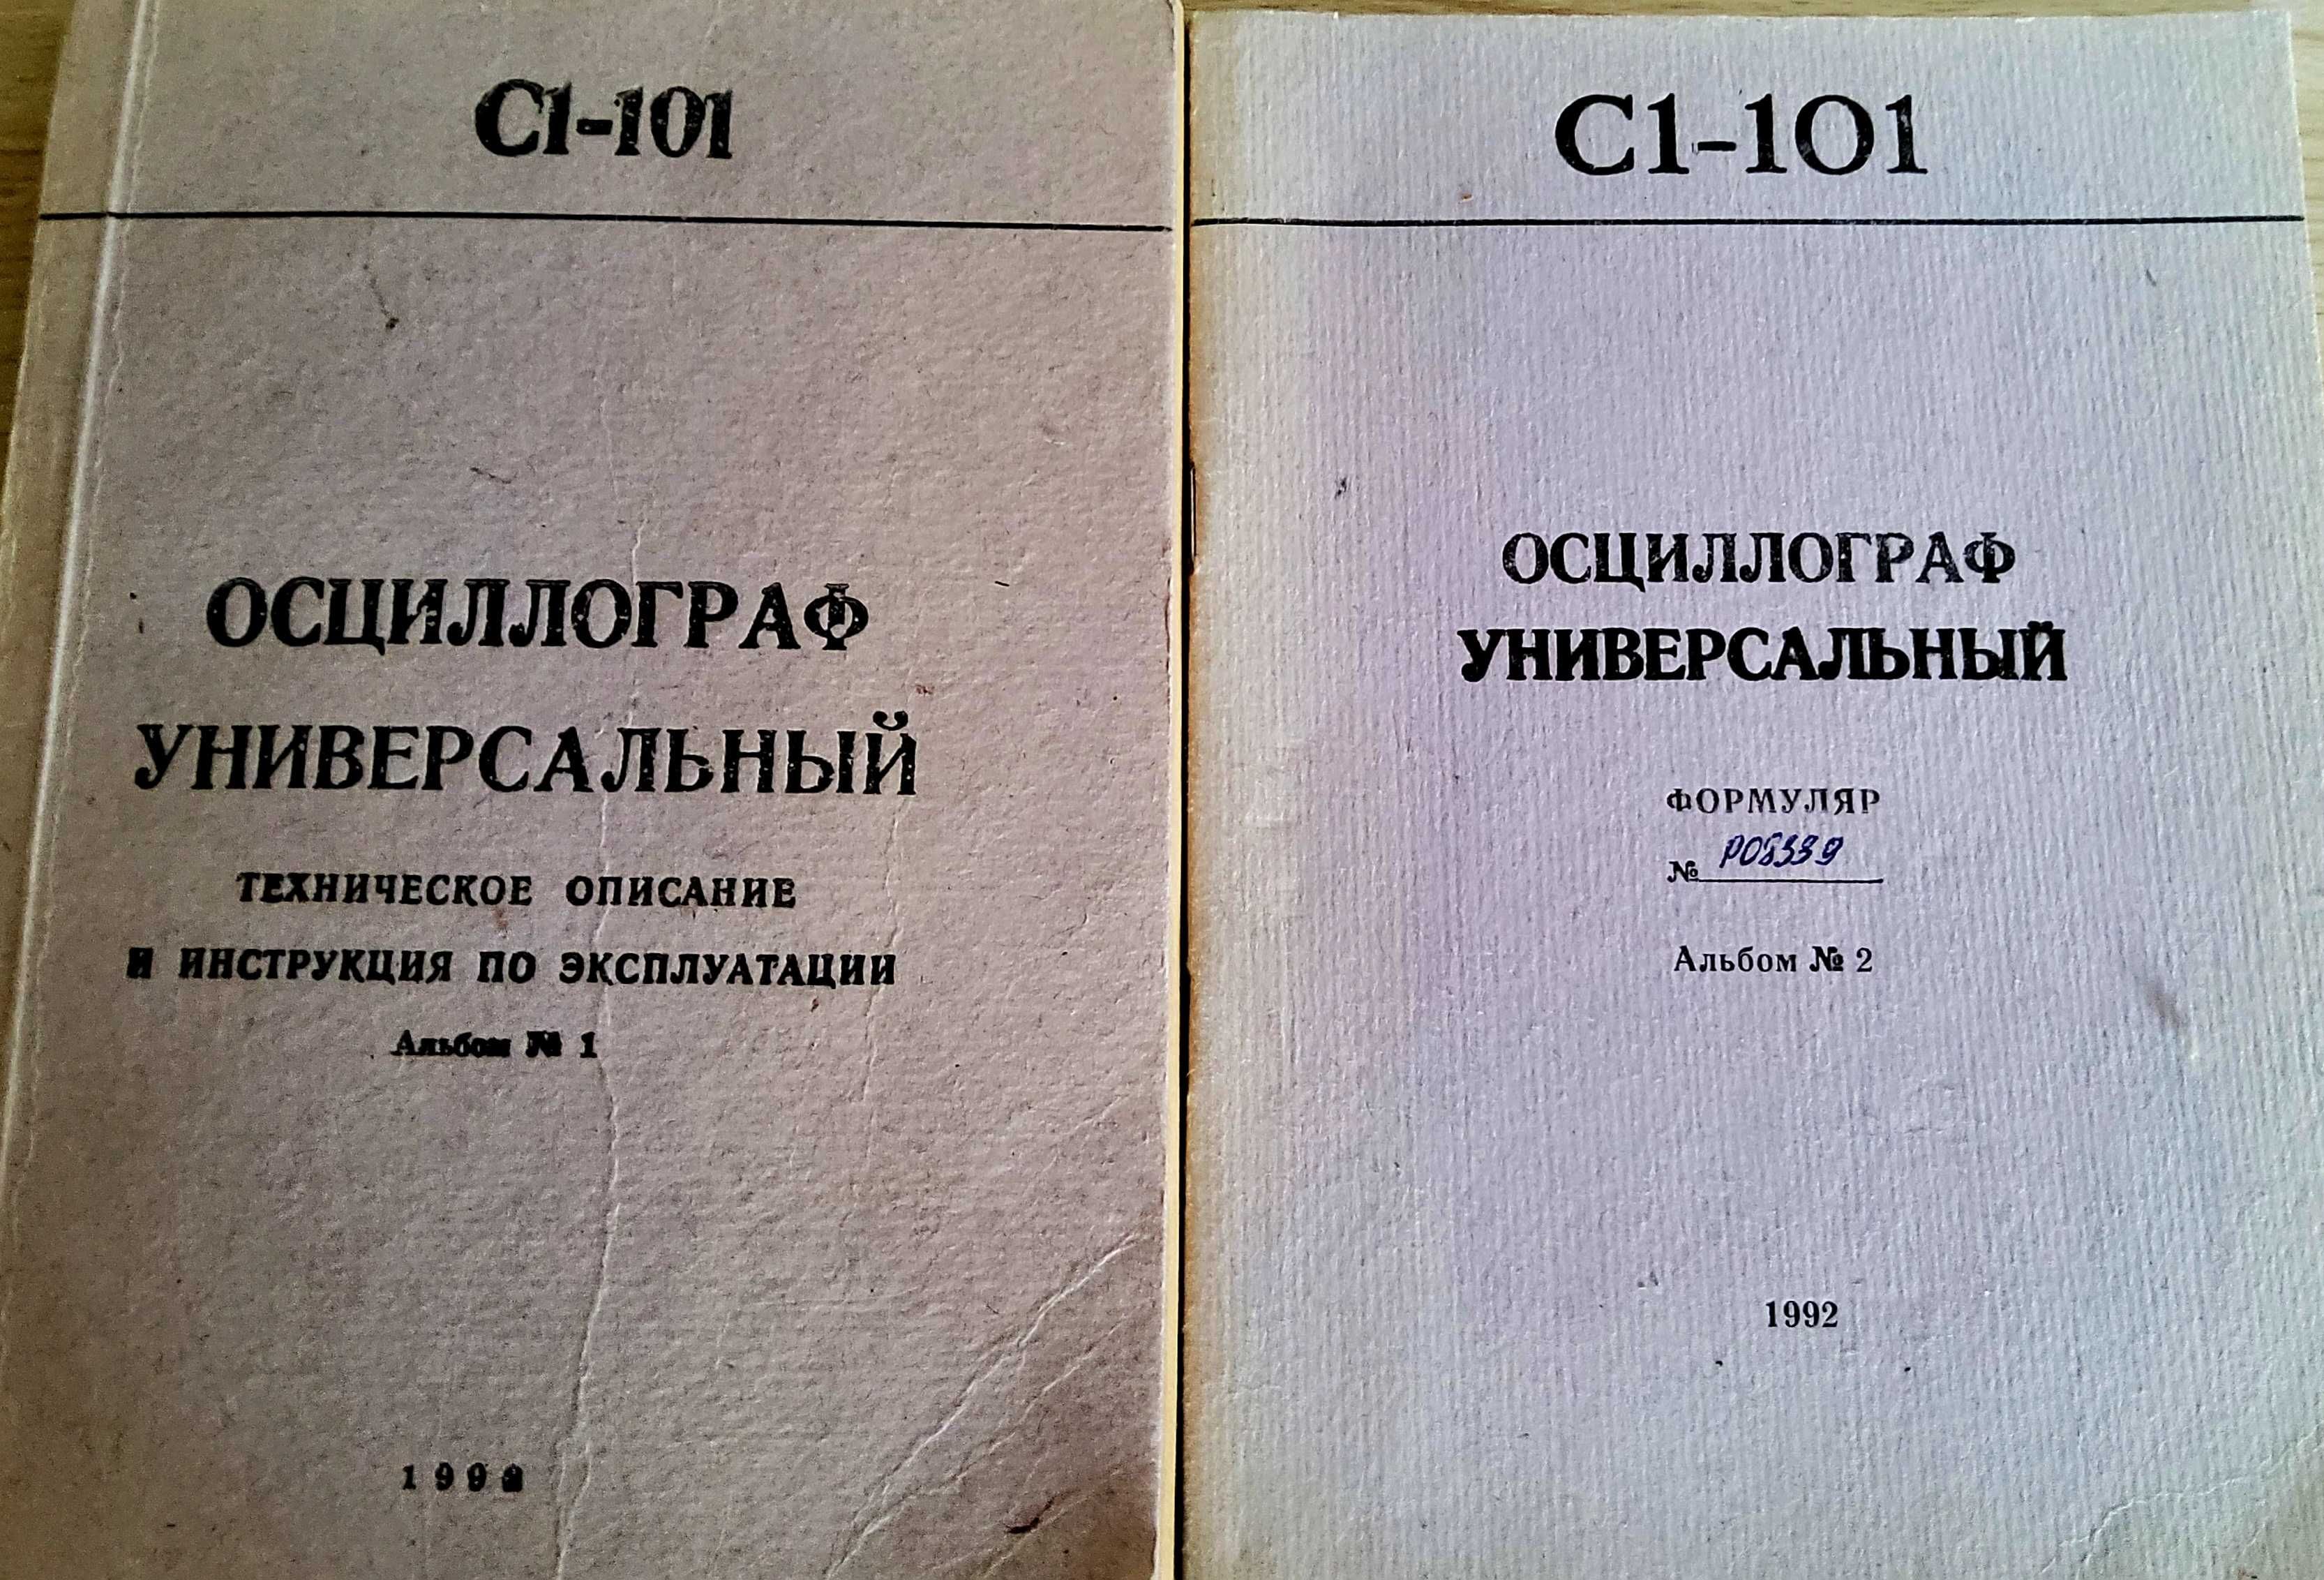 С1-101
ОСЦИЛЛОГРАФ
УНИВЕРСАЛЬНЫЙ
ТЕХНИЧЕСКОЕ ОПИСАНИЕ
И ИНСТРУКЦИЯ ПО ЭКСПЛУАТАЦИИ
Альбом № 1
С1-101
ОСЦИЛЛОГРАФ
УНИВЕРСАЛЬНЫЙ
ФОРМУЛЯР
№
Альбом № 2
1992